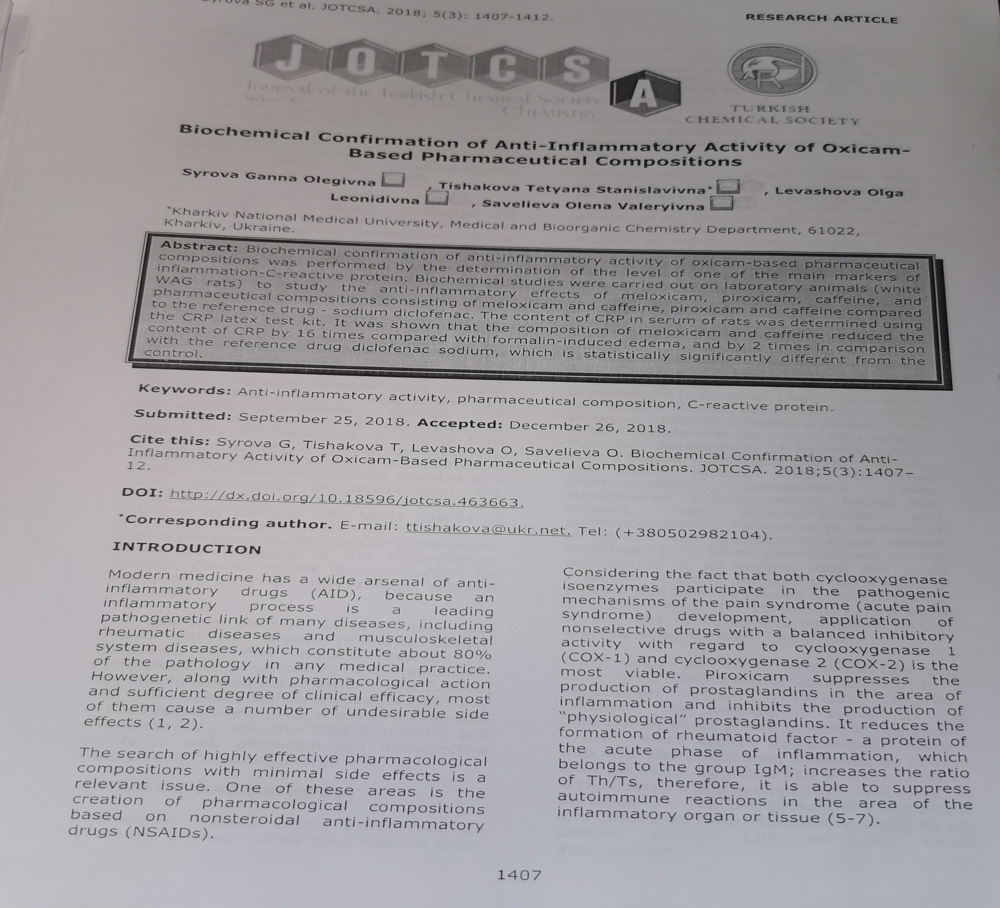 SG et al. JOTCSA. 2018; 5(3): 1407-1412.
RESEARCH ARTICLE
J O T C S A
Journal of the Turkish Chemical Society
Section A
Chemistry
TURKISH
CHEMICAL SOCIETY
Biochemical Confirmation of Anti-Inflammatory Activity of Oxicam-
Based Pharmaceutical Compositions
Syrova Ganna Olegivna , Tishakova Tetyana Stanislavivna* , Levashova Olga
Leonidivna , Savelieva Olena Valeryivna
*Kharkiv National Medical University, Medical and Bioorganic Chemistry Department, 61022,
Kharkiv, Ukraine.
Abstract: Biochemical confirmation of anti-inflammatory activity of oxicam-based pharmaceutical
compositions was performed by the determination of the level of one of the main markers of
inflammation-C-reactive protein. Biochemical studies were carried out on laboratory animals (white
WAG rats) to study the anti-inflammatory effects of meloxicam, piroxicam, caffeine, and
pharmaceutical compositions consisting of meloxicam and caffeine, piroxicam and caffeine compared
to the reference drug - sodium diclofenac. The content of CRP in serum of rats was determined using
the CRP latex test kit. It was shown that the composition of meloxicam and caffeine reduced the
content of CRP by 16 times compared with formalin-induced edema, and by 2 times in comparison
with the reference drug diclofenac sodium, which is statistically significantly different from the
control.
Keywords: Anti-inflammatory activity, pharmaceutical composition, C-reactive protein.
Submitted: September 25, 2018. Accepted: December 26, 2018.
Cite this: Syrova G, Tishakova T, Levashova O, Savelieva O. Biochemical Confirmation of Anti-
Inflammatory Activity of Oxicam-Based Pharmaceutical Compositions. JOTCSA. 2018;5(3):1407–
12.
DOI: http://dx.doi.org/10.18596/jotcsa.463663.
*Corresponding author. E-mail: ttishakova@ukr.net. Tel: (+380502982104).
INTRODUCTION
Modern medicine has a wide arsenal of anti-
inflammatory drugs (AID), because an
inflammatory process is a leading
pathogenetic link of many diseases, including
rheumatic diseases and musculoskeletal
system diseases, which constitute about 80%
of the pathology in any medical practice.
However, along with pharmacological action
and sufficient degree of clinical efficacy, most
of them cause a number of undesirable side
effects (1, 2).
The search of highly effective pharmacological
compositions with minimal side effects is a
relevant issue. One of these areas is the
creation of pharmacological compositions
based on nonsteroidal anti-inflammatory
drugs (NSAIDs).
Considering the fact that both cyclooxygenase
isoenzymes participate in the pathogenic
mechanisms of the pain syndrome (acute pain
syndrome) development, application of
nonselective drugs with a balanced inhibitory
activity with regard to cyclooxygenase 1
(COX-1) and cyclooxygenase 2 (COX-2) is the
most viable. Piroxicam suppresses the
production of prostaglandins in the area of
inflammation and inhibits the production of
"physiological" prostaglandins. It reduces the
formation of rheumatoid factor - a protein of
the acute phase of inflammation, which
belongs to the group IgM; increases the ratio
of Th/Ts, therefore, it is able to suppress
autoimmune reactions in the area of the
inflammatory organ or tissue (5-7).
1407